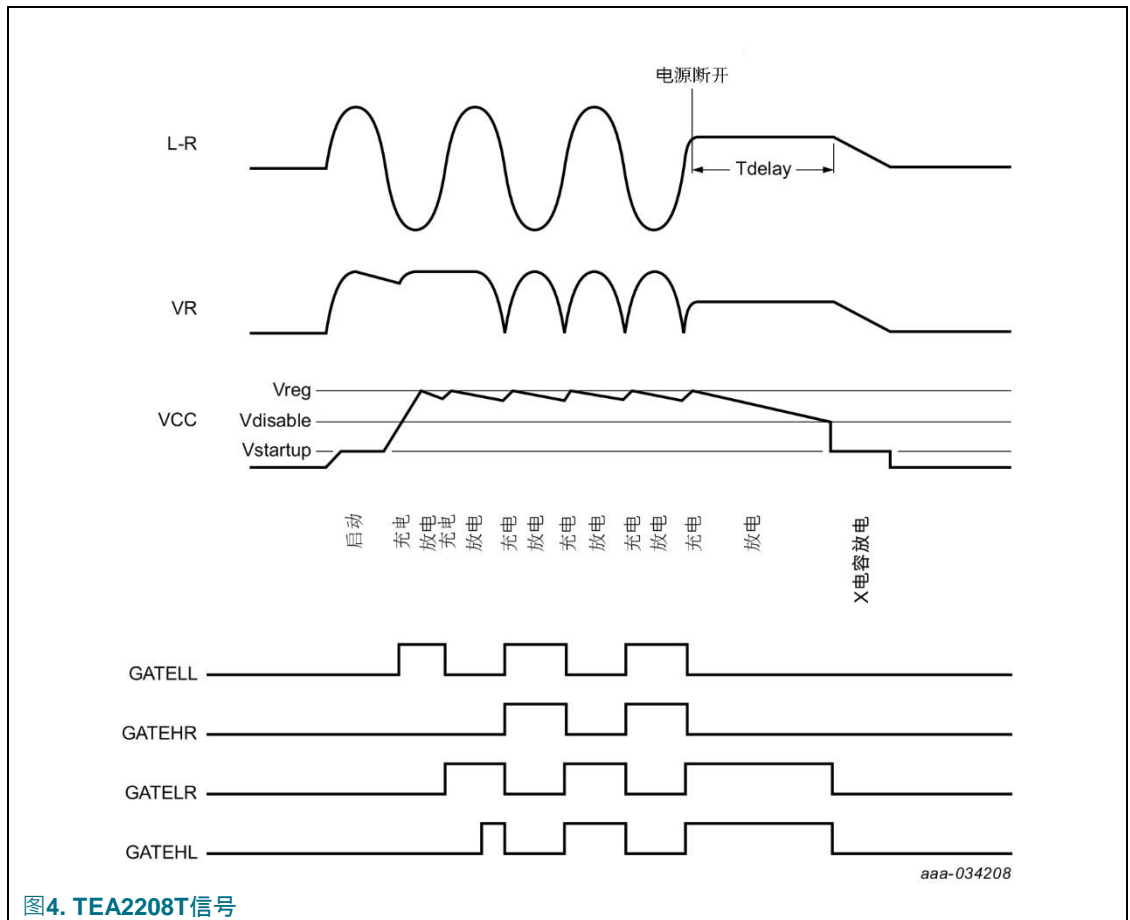 电源断开
L-R
Tdelay
VR
Vreg
VCC
Vdisable
Vstartup
启动
充电
放电
充电
放电
充电
放电
充电
放电
充电
放电
充电
放电
X电容放电
GATELL
GATEHR
GATELR
GATEHL
aaa-034208
图4. TEA2208T信号